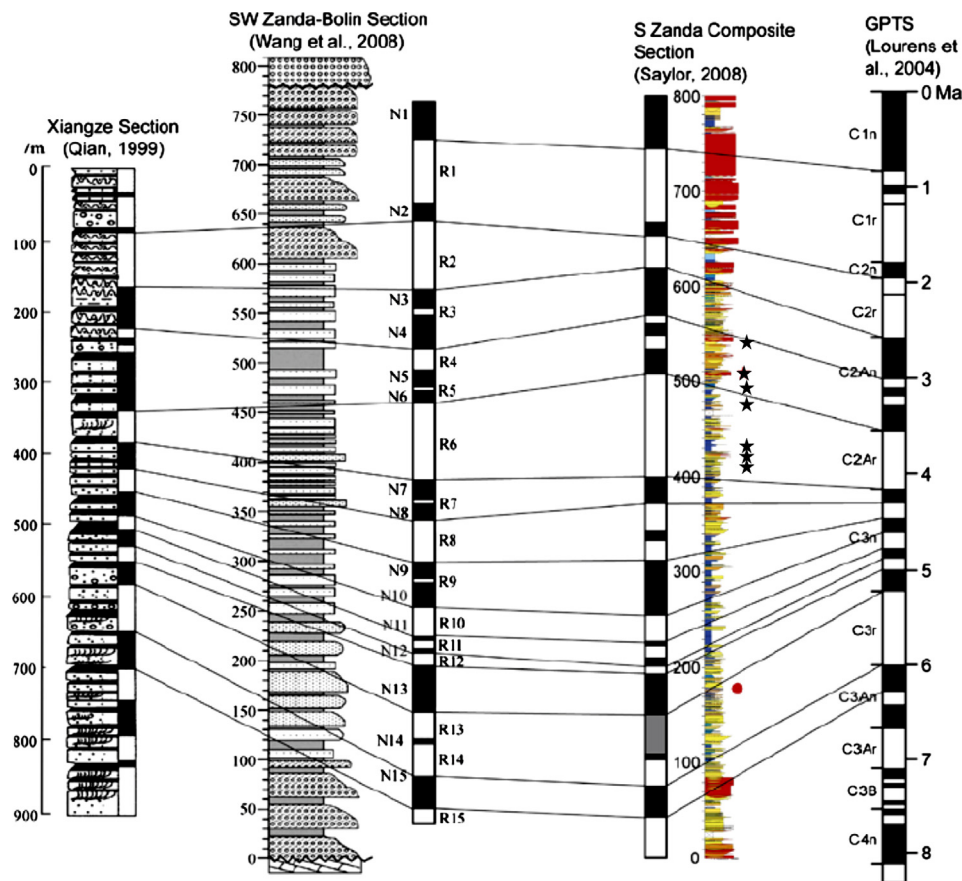 SW Zanda-Bolin Section
(Wang et al., 2008)
S Zanda Composite
Section
(Saylor, 2008)
GPTS
(Lourens et
al., 2004)
Xiangze Section
(Qian, 1999)
/m
0
100
200
300
400
500
600
700
800
900
800
750
700
650
600
550
500
450
400
350
300
250
200
150
100
50
0
N1
N2
N3
N4
N5
N6
N7
N8
N9
N10
N11
N12
N13
N14
N15
R1
R2
R3
R4
R5
R6
R7
R8
R9
R10
R11
R12
R13
R14
R15
800
700
600
500
400
300
200
100
0
C1n
C1r
C2n
C2r
C2An
C2Ar
C3n
C3r
C3An
C3Ar
C3B
C4n
0 Ma
1
2
3
4
5
6
7
8